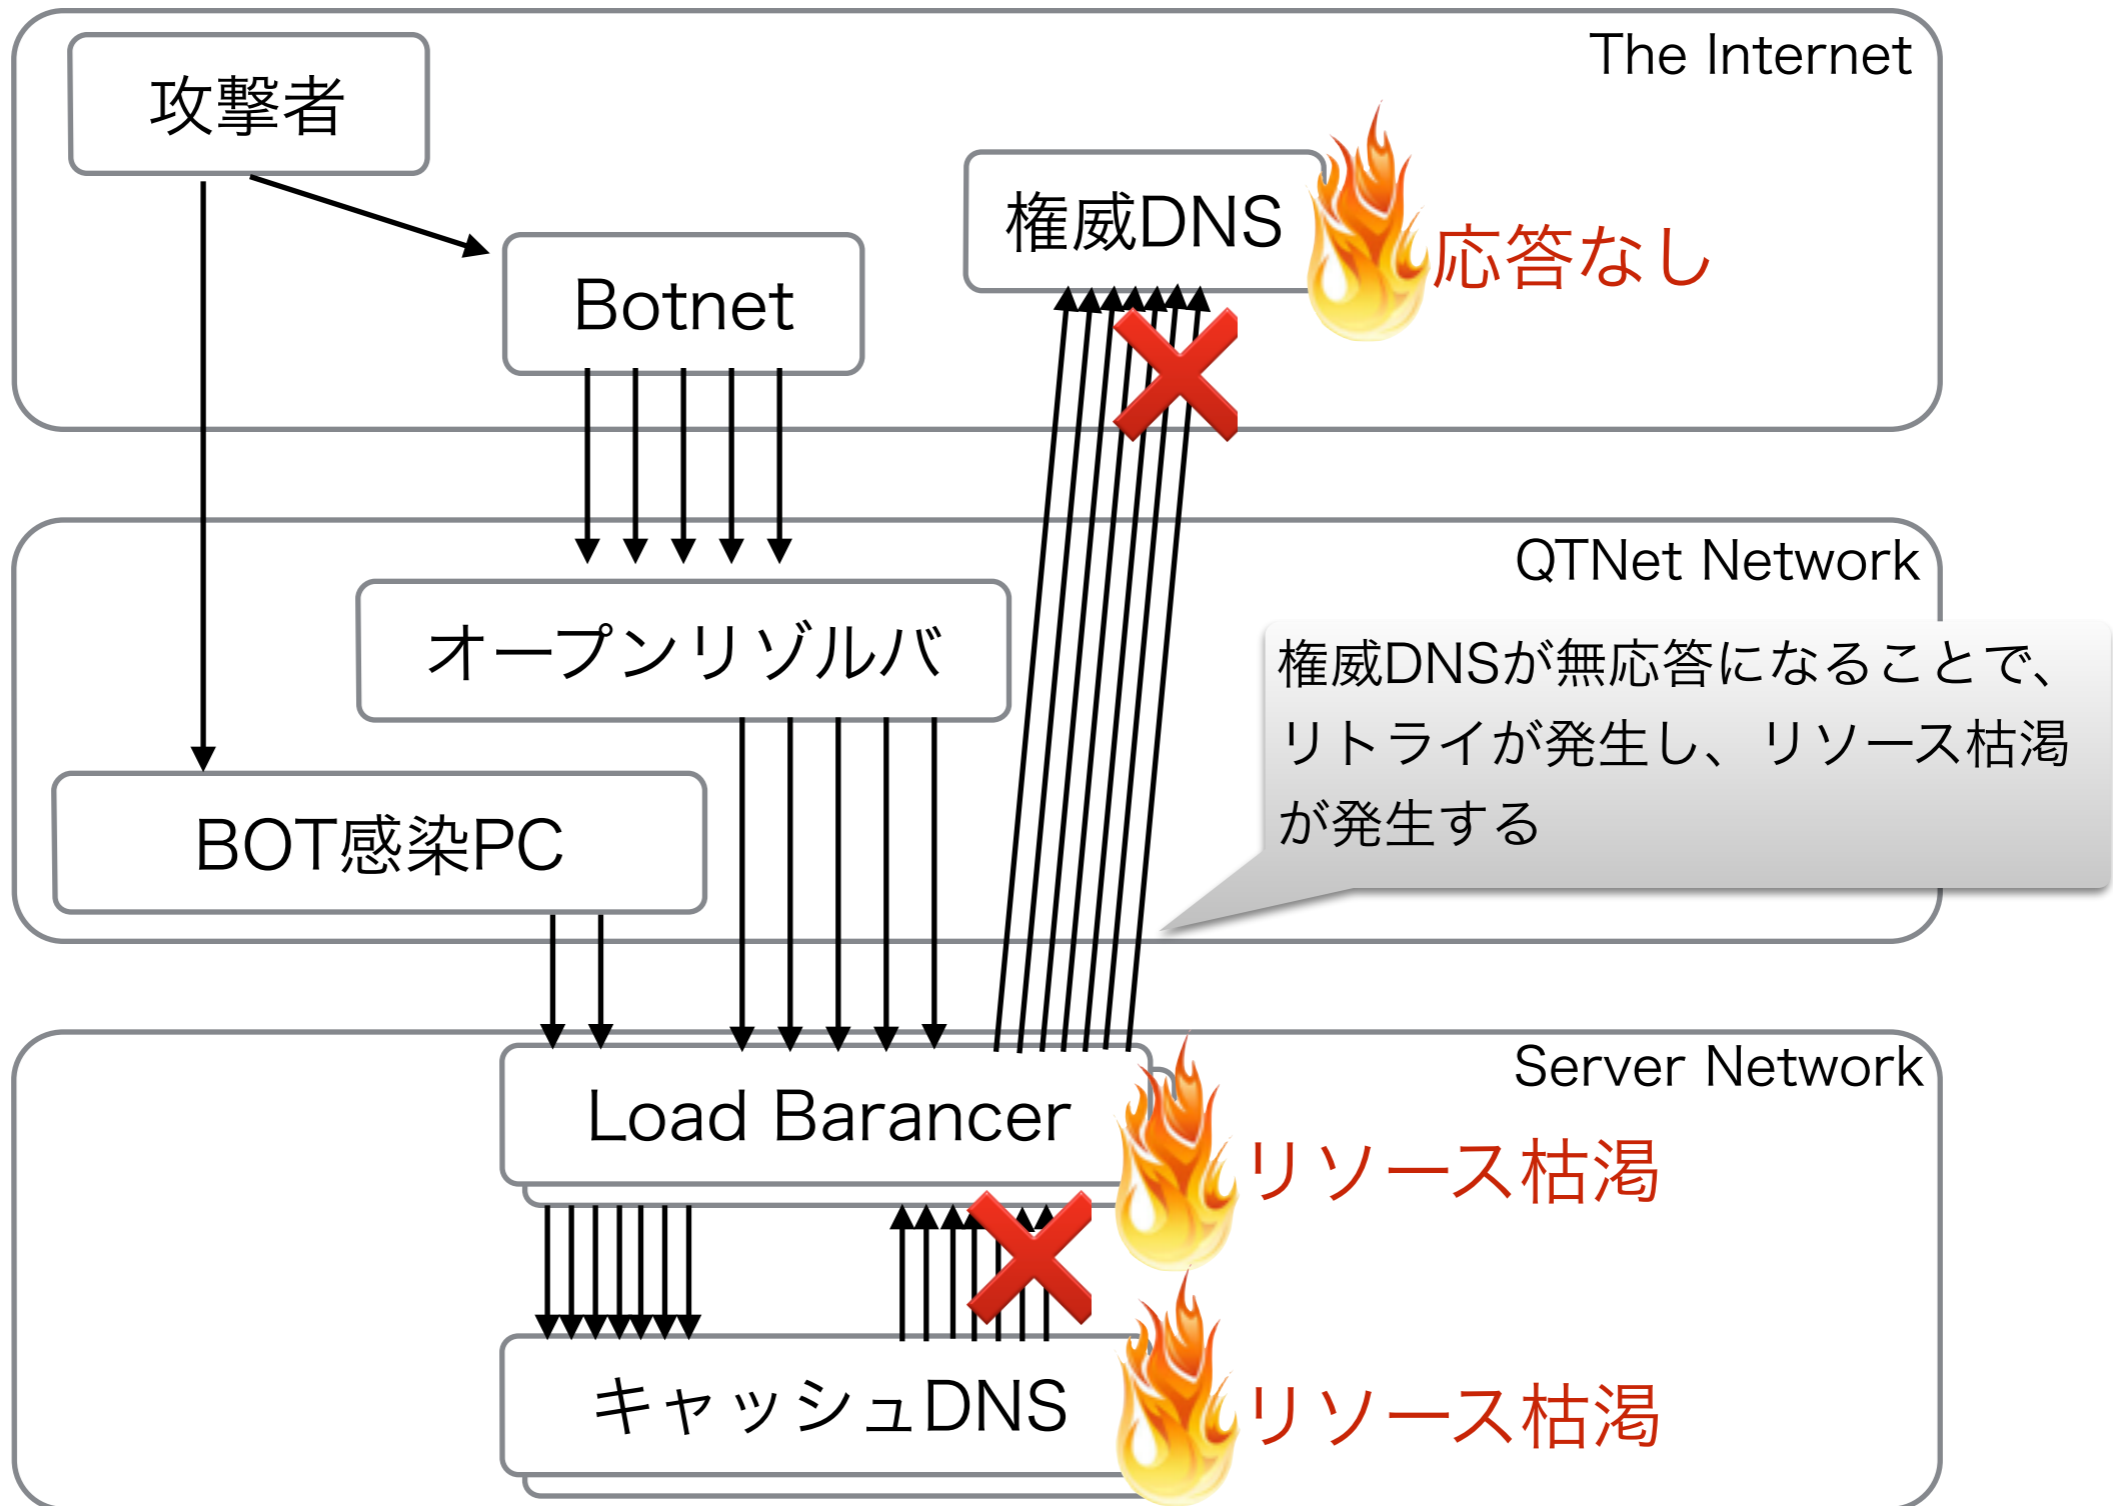 The Internet
攻撃者
権威DNS
応答なし
Botnet
QTNet Network
オープンリゾルバ
権威DNSが無応答になることで、
リトライが発生し、リソース枯渇
が発生する
BOT感染PC
Server Network
Load Barancer
リソース枯渇
キャッシュDNS
リソース枯渇